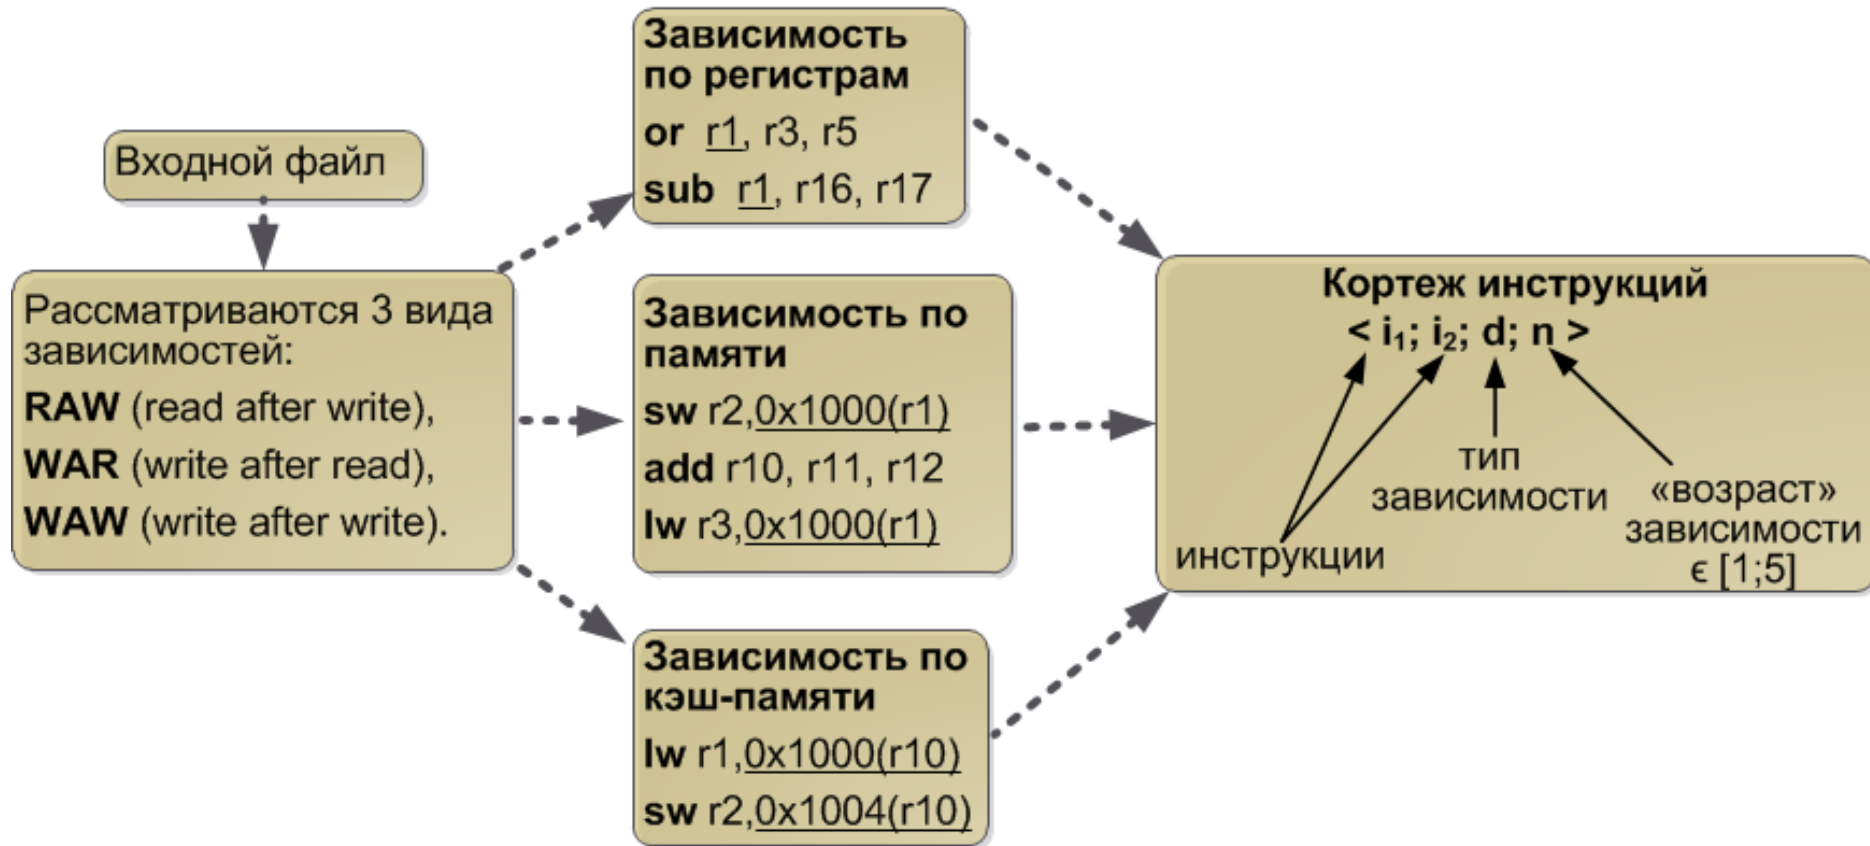 Входной файл
Рассматриваются 3 вида
зависимостей:
RAW (read after write),
WAR (write after read),
WAW (write after write).
Зависимость
по регистрам
or r1, r3, r5
sub r1, r16, r17
Зависимость по
памяти
sw r2,0x1000(r1)
add r10, r11, r12
lw r3,0x1000(r1)
Зависимость по
кэш-памяти
lw r1,0x1000(r10)
sw r2,0x1004(r10)
Кортеж инструкций
< i₁; i₂; d; n >
инструкции
тип
зависимости
«возраст»
зависимости
є [1;5]